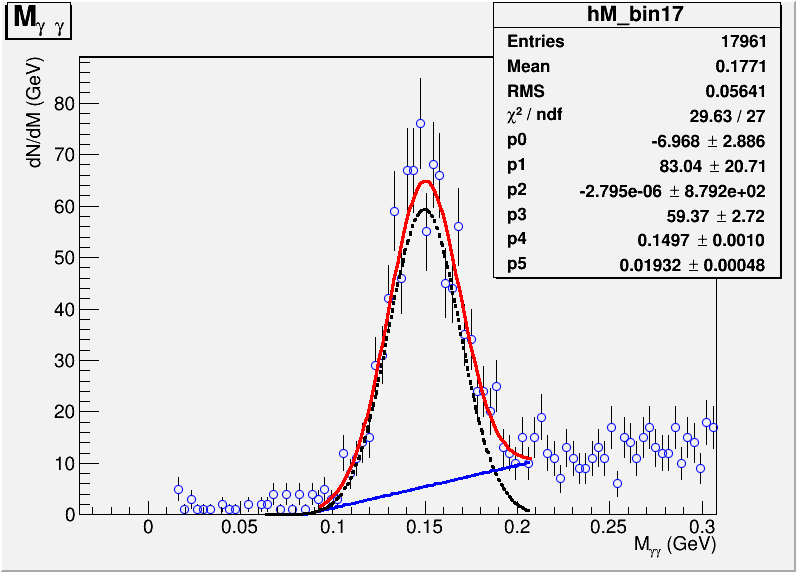 M γ γ
hM_bin17
Entries 17961
Mean 0.1771
RMS 0.05641
χ² / ndf 29.63 / 27
p0 -6.968 ± 2.886
p1 83.04 ± 20.71
p2 -2.795e-06 ± 8.792e+02
p3 59.37 ± 2.72
p4 0.1497 ± 0.0010
p5 0.01932 ± 0.00048
dN/dM (GeV)
80
70
60
50
40
30
20
10
0
0 0.05 0.1 0.15 0.2 0.25 0.3
Mγγ (GeV)